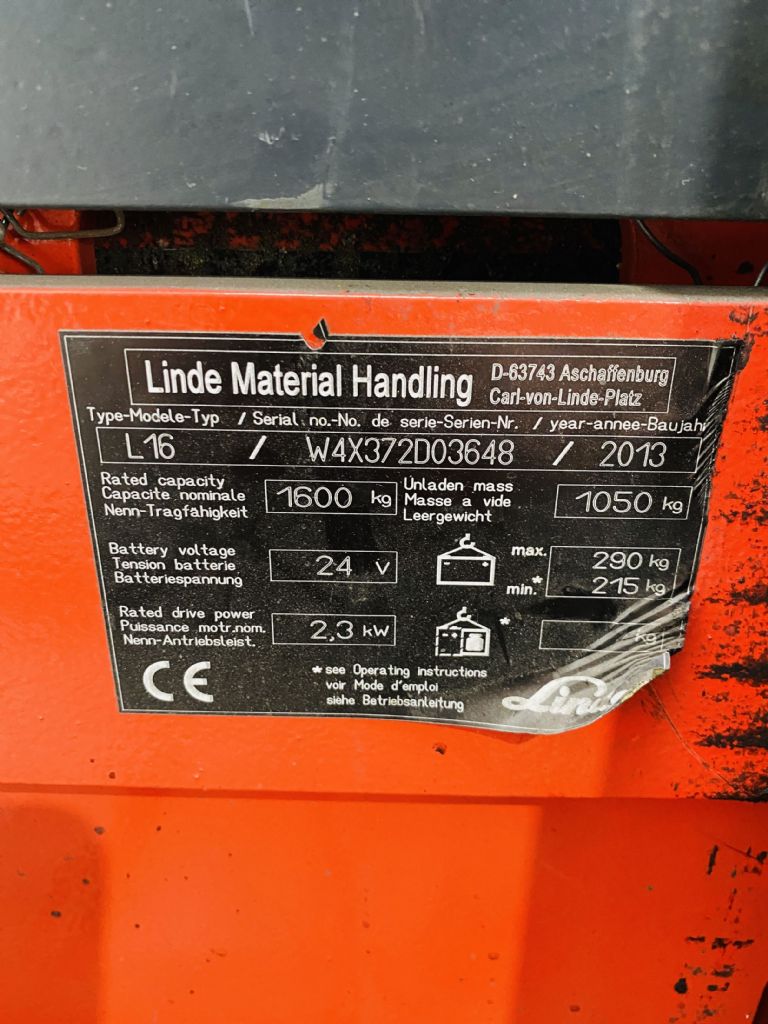 Linde Material Handling
D-63743 Aschaffenburg
Carl-von-Linde-Platz
Type-Modele-Typ / Serial no.-No. de serie-Serien-Nr. / year-annee-Baujahr
L16 / W4X372D03648 / 2013
Rated capacity
Capacite nominale
Nenn-Tragfähigkeit
1600 kg
Unladen mass
Masse a vide
Leergewicht
1050 kg
Battery voltage
Tension batterie
Batteriespannung
24 V
max. 290 kg
min.* 215 kg
Rated drive power
Puissance motr.nom.
Nenn-Antriebsleist.
2,3 kW
* kg
CE
* see Operating instructions
voir Mode d'emploi
siehe Betriebsanleitung
Linde